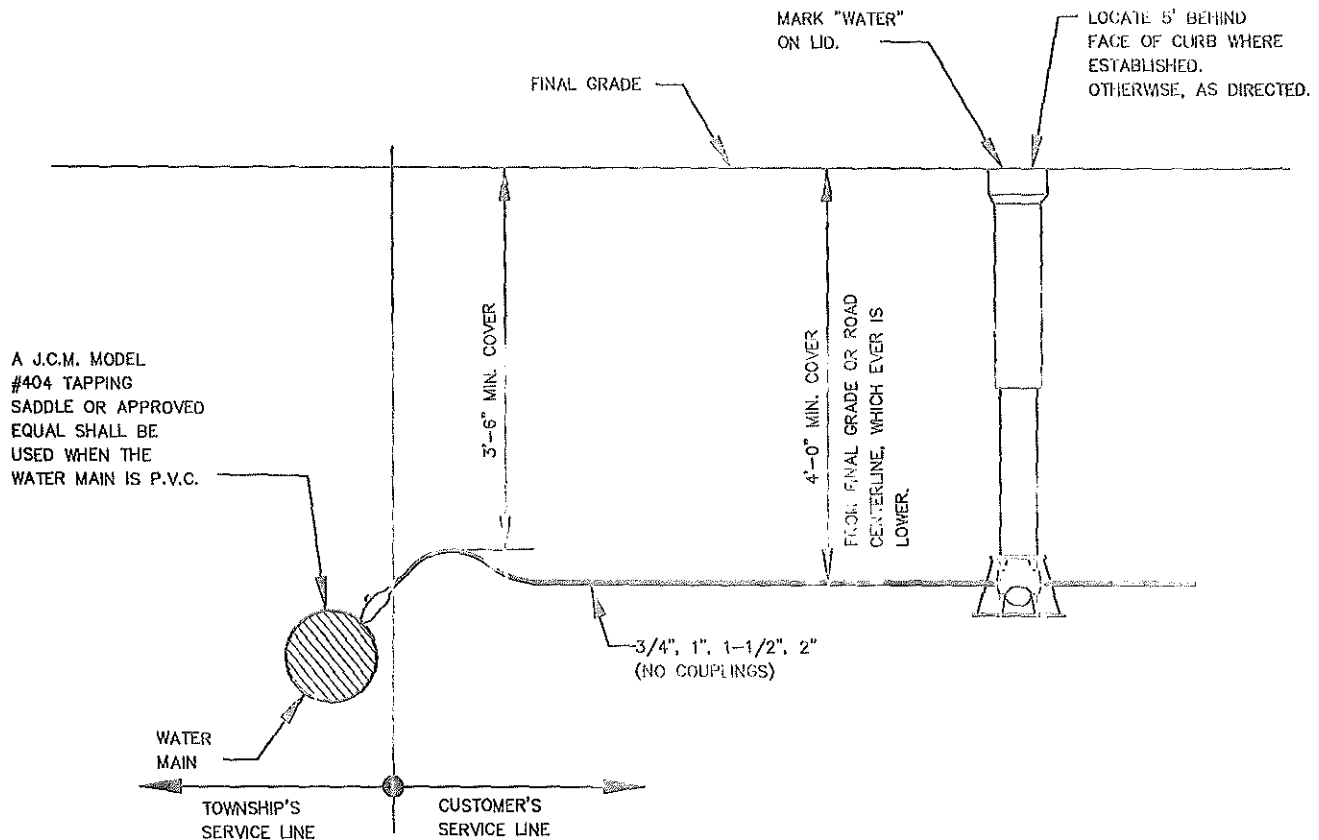 MARK "WATER"
ON LID.
LOCATE 5' BEHIND
FACE OF CURB WHERE
ESTABLISHED.
OTHERWISE, AS DIRECTED.
FINAL GRADE
A J.C.M. MODEL
#404 TAPPING
SADDLE OR APPROVED
EQUAL SHALL BE
USED WHEN THE
WATER MAIN IS P.V.C.
3'-6" MIN. COVER
4'-0" MIN. COVER
FROM FINAL GRADE OR ROAD
CENTERLINE, WHICH EVER IS
LOWER.
3/4", 1", 1-1/2", 2"
(NO COUPLINGS)
WATER
MAIN
TOWNSHIP'S
SERVICE LINE
CUSTOMER'S
SERVICE LINE